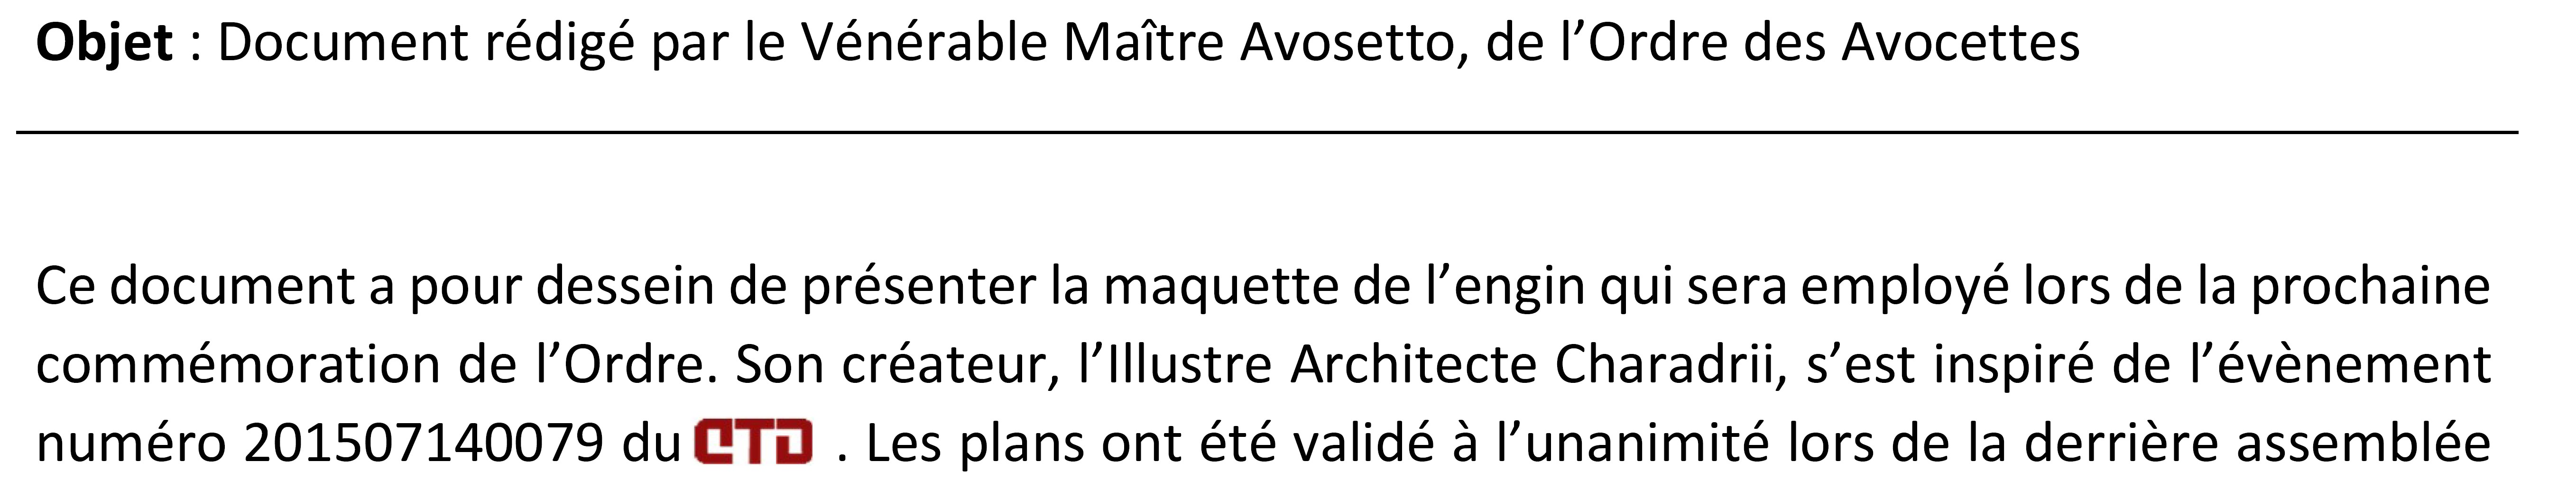 Objet : Document rédigé par le Vénérable Maître Avosetto, de l’Ordre des Avocettes
Ce document a pour dessein de présenter la maquette de l’engin qui sera employé lors de la prochaine
commémoration de l’Ordre. Son créateur, l’Illustre Architecte Charadrii, s’est inspiré de l’évènement
numéro 201507140079 du GTD . Les plans ont été validé à l’unanimité lors de la derrière assemblée